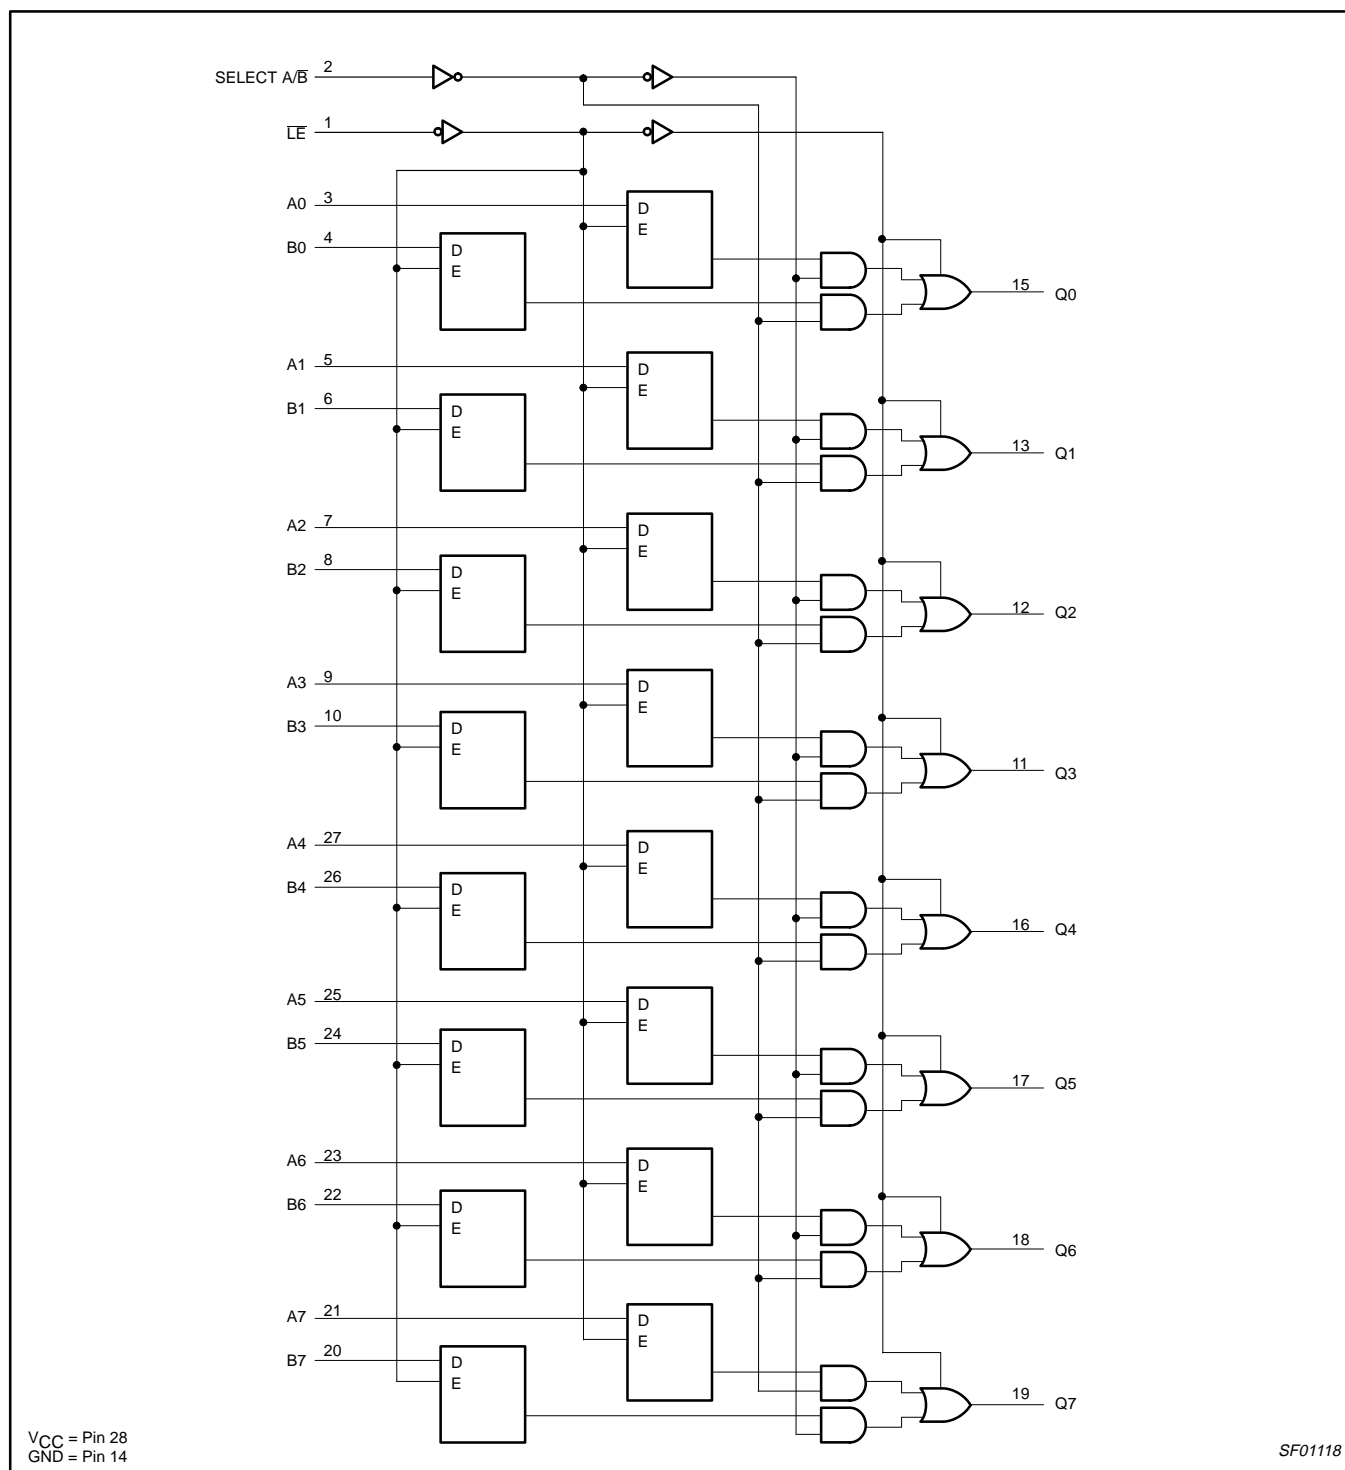 SELECT A/B̅ 2
L̅E̅ 1
A0 3
D
E
B0 4
D
E
15 Q0
A1 5
D
E
B1 6
D
E
13 Q1
A2 7
D
E
B2 8
D
E
12 Q2
A3 9
D
E
B3 10
D
E
11 Q3
A4 27
D
E
B4 26
D
E
16 Q4
A5 25
D
E
B5 24
D
E
17 Q5
A6 23
D
E
B6 22
D
E
18 Q6
A7 21
D
E
B7 20
D
E
19 Q7
VCC = Pin 28
GND = Pin 14
SF01118